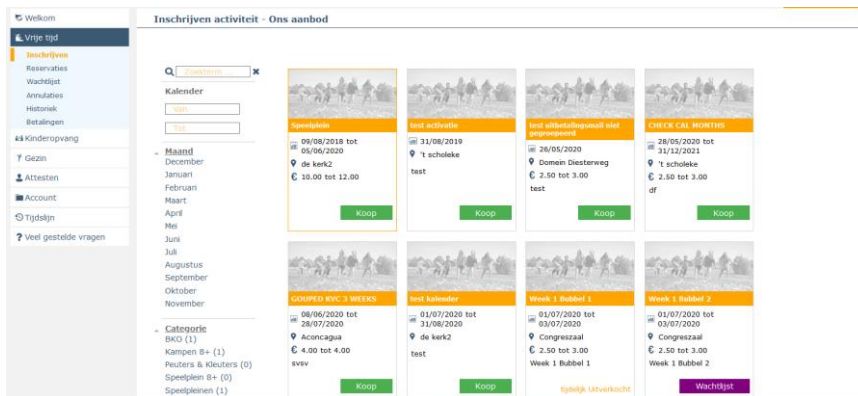 Welkom
Inschrijven activiteit - Ons aanbod
Vrije tijd
Inschrijven
Reservaties
Wachtlijst
Annulaties
Historiek
Betalingen
Kinderopvang
Gezin
Attesten
Account
Tijdslijn
? Veel gestelde vragen
Zoekterm ...
Kalender
Van
Tot
Maand
December
Januari
Februari
Maart
April
Mei
Juni
Juli
Augustus
September
Oktober
November
Categorie
BKO (1)
Kampen 8+ (1)
Peuters & Kleuters (0)
Speelplein 8+ (0)
Speelpleinen (1)
Speelplein
09/08/2018 tot
05/06/2020
de kerk2
€ 10.00 tot 12.00
Koop
test activatie
31/08/2019
't scholeke
test
Koop
test uitbetalingsmail niet
gegroepeerd
26/05/2020
Domein Diesterweg
€ 2.50 tot 3.00
test
Koop
CHECK CAL MONTHS
28/05/2020 tot
31/12/2021
't scholeke
€ 2.50 tot 3.00
df
Koop
GOUPED KVC 3 WEEKS
08/06/2020 tot
28/07/2020
Aconcagua
€ 4.00 tot 4.00
svsv
Koop
test kalender
01/07/2020 tot
31/08/2020
de kerk2
test
Koop
Week 1 Bubbel 1
01/07/2020 tot
03/07/2020
Congreszaal
€ 2.50 tot 3.00
Week 1 Bubbel 1
tijdelijk Uitverkocht
Week 1 Bubbel 2
01/07/2020 tot
03/07/2020
Congreszaal
€ 2.50 tot 3.00
Week 1 Bubbel 2
Wachtlijst